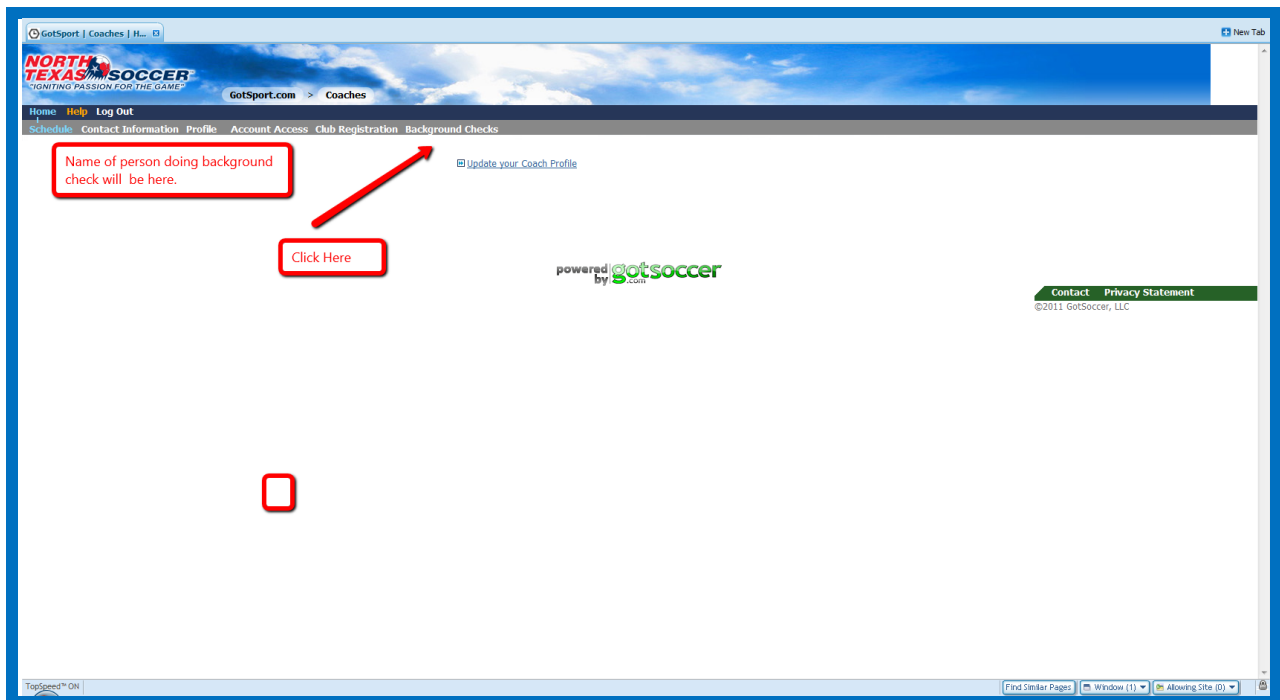 GotSport | Coaches | H...
New Tab
NORTH
TEXAS SOCCER
"IGNITING PASSION FOR THE GAME"
GotSport.com > Coaches
Home Help Log Out
Schedule Contact Information Profile Account Access Club Registration Background Checks
Name of person doing background
check will be here.
Update your Coach Profile
Click Here
powered by gotsoccer.com
Contact Privacy Statement
©2011 GotSoccer, LLC
TopSpeed™ ON
Find Similar Pages Window (1) Allowing Site (0)